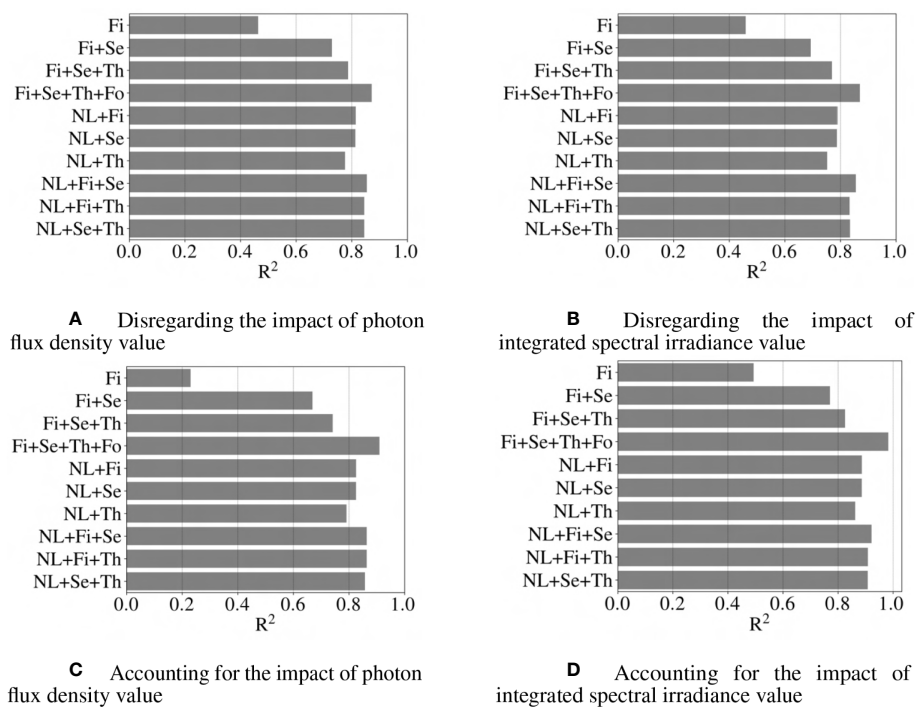 Fi
Fi+Se
Fi+Se+Th
Fi+Se+Th+Fo
NL+Fi
NL+Se
NL+Th
NL+Fi+Se
NL+Fi+Th
NL+Se+Th
0.0 0.2 0.4 0.6 0.8 1.0
R²
A Disregarding the impact of photon
flux density value
Fi
Fi+Se
Fi+Se+Th
Fi+Se+Th+Fo
NL+Fi
NL+Se
NL+Th
NL+Fi+Se
NL+Fi+Th
NL+Se+Th
0.0 0.2 0.4 0.6 0.8 1.0
R²
B Disregarding the impact of
integrated spectral irradiance value
Fi
Fi+Se
Fi+Se+Th
Fi+Se+Th+Fo
NL+Fi
NL+Se
NL+Th
NL+Fi+Se
NL+Fi+Th
NL+Se+Th
0.0 0.2 0.4 0.6 0.8 1.0
R²
C Accounting for the impact of photon
flux density value
Fi
Fi+Se
Fi+Se+Th
Fi+Se+Th+Fo
NL+Fi
NL+Se
NL+Th
NL+Fi+Se
NL+Fi+Th
NL+Se+Th
0.0 0.2 0.4 0.6 0.8 1.0
R²
D Accounting for the impact of
integrated spectral irradiance value